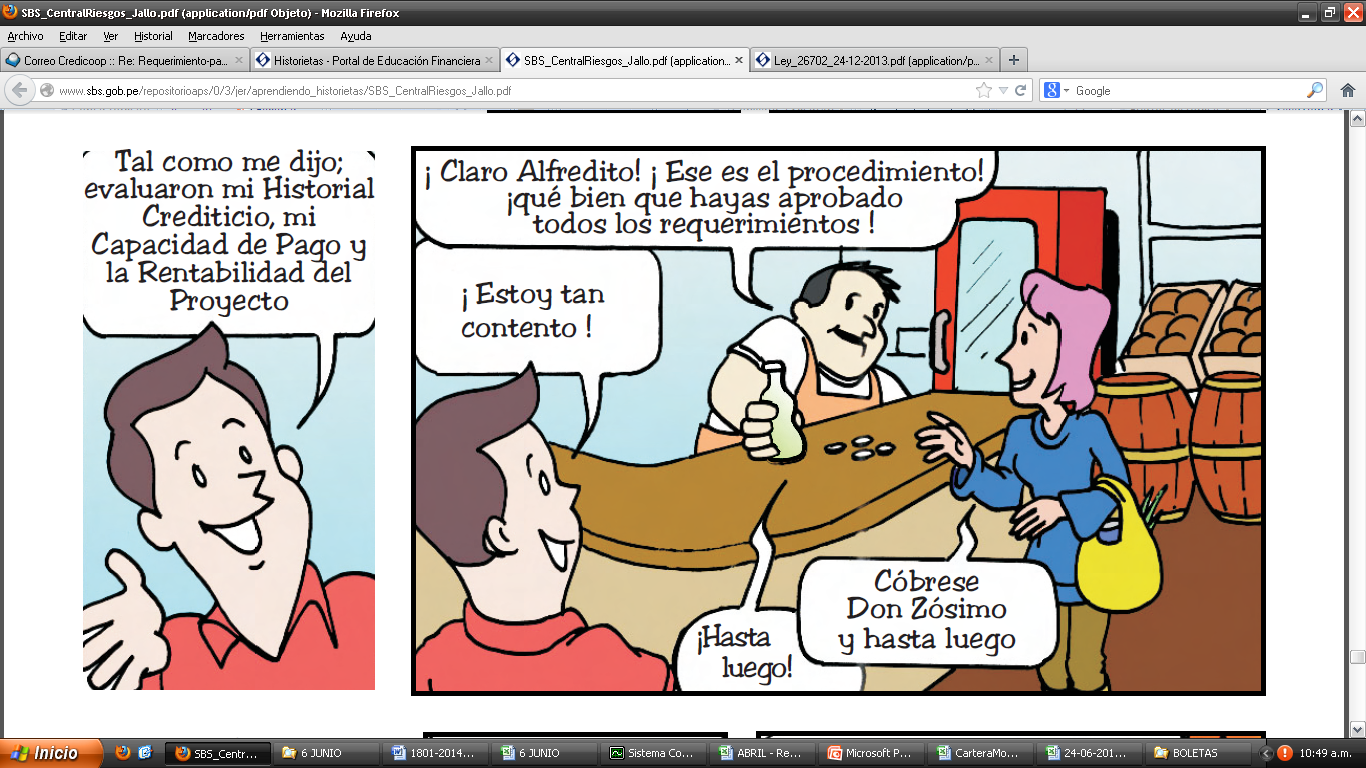 SBS_CentralRiesgos_Jallo.pdf (application/pdf Objeto) - Mozilla Firefox
Archivo Editar Ver Historial Marcadores Herramientas Ayuda
Correo Credicoop :: Re: Requerimiento-pa...
Historietas - Portal de Educación Financiera
SBS_CentralRiesgos_Jallo.pdf (application...
Ley_26702_24-12-2013.pdf (application/p...
www.sbs.gob.pe/repositorioaps/0/3/jer/aprendiendo_historietas/SBS_CentralRiesgos_Jallo.pdf
Google
Tal como me dijo;
evaluaron mi Historial
Crediticio, mi
Capacidad de Pago y
la Rentabilidad del
Proyecto
¡ Claro Alfredito! ¡ Ese es el procedimiento!
¡qué bien que hayas aprobado
todos los requerimientos !
¡ Estoy tan
contento !
Cóbrese
Don Zósimo
y hasta luego
¡Hasta
luego!
Inicio
SBS_Centr...
6 JUNIO
1801-2014...
6 JUNIO
Sistema Co...
ABRIL - Re...
Microsoft P...
CarteraMo...
24-06-201...
BOLETAS
10:49 a.m.